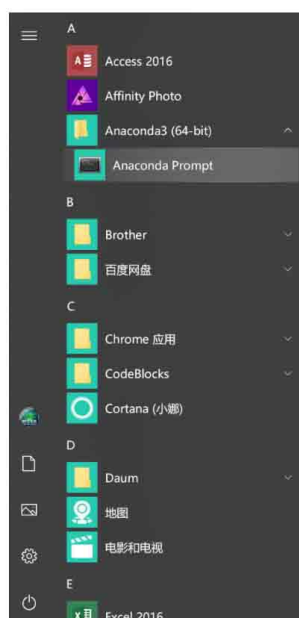 A
Access 2016
Affinity Photo
Anaconda3 (64-bit)
Anaconda Prompt
B
Brother
百度网盘
C
Chrome 应用
CodeBlocks
Cortana (小娜)
D
Daum
地图
电影和电视
E
Excel 2016